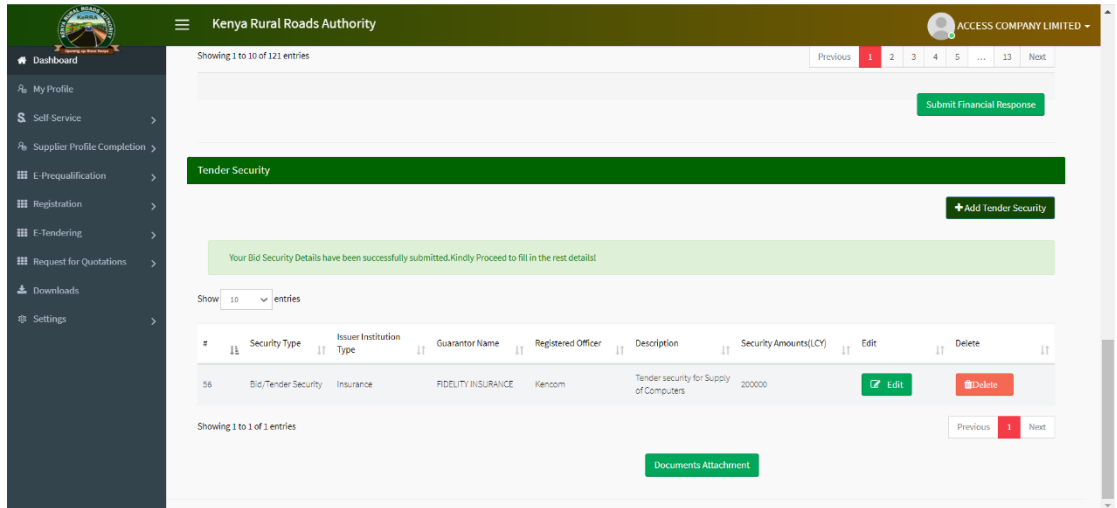 KeRRA
Kenya Rural Roads Authority
ACCESS COMPANY LIMITED
Dashboard
My Profile
Self-Service
Supplier Profile Completion
E-Prequalification
Registration
E-Tendering
Request for Quotations
Downloads
Settings
Showing 1 to 10 of 121 entries
Previous 1 2 3 4 5 ... 13 Next
Submit Financial Response
Tender Security
+Add Tender Security
Your Bid Security Details have been successfully submitted.Kindly Proceed to fill in the rest details!
Show 10 entries
# Security Type Issuer Institution Type Guarantor Name Registered Officer Description Security Amounts(LCY) Edit Delete
56 Bid/Tender Security Insurance FIDELITY INSURANCE Kencom Tender security for Supply of Computers 200000 Edit Delete
Showing 1 to 1 of 1 entries
Previous 1 Next
Documents Attachment